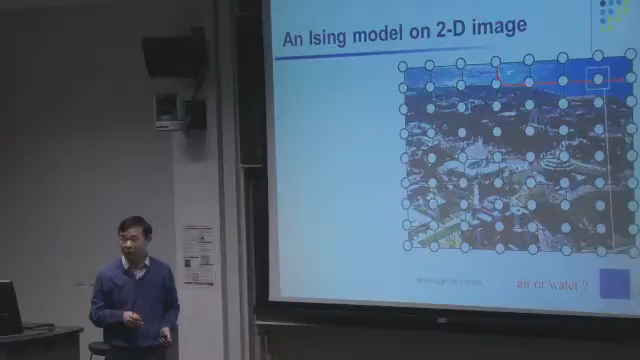 An Ising model on 2-D image
air or water ?